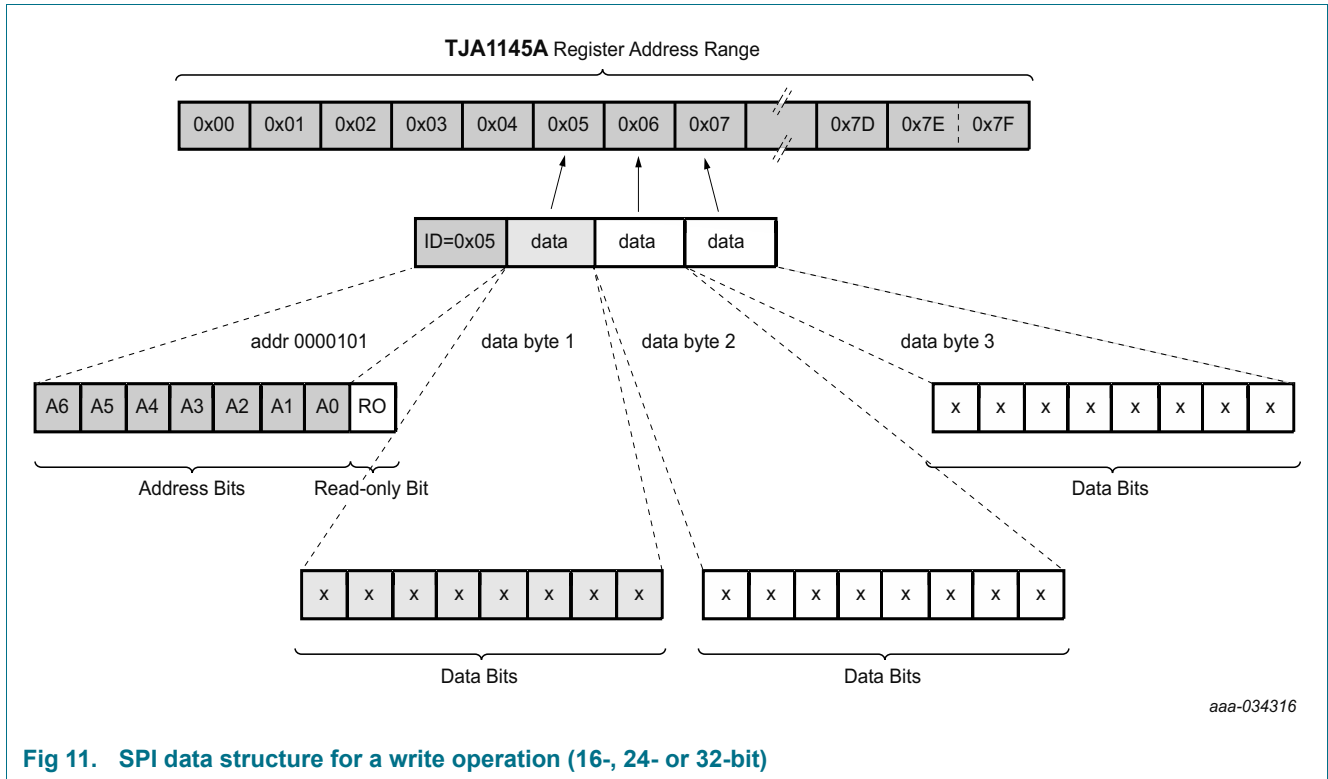 TJA1145A Register Address Range
0x00 0x01 0x02 0x03 0x04 0x05 0x06 0x07 0x7D 0x7E 0x7F
ID=0x05 data data data
addr 0000101 data byte 1 data byte 2 data byte 3
A6 A5 A4 A3 A2 A1 A0 RO x x x x x x x x
Address Bits Read-only Bit Data Bits
x x x x x x x x x x x x x x x x
Data Bits Data Bits
aaa-034316
Fig 11. SPI data structure for a write operation (16-, 24- or 32-bit)